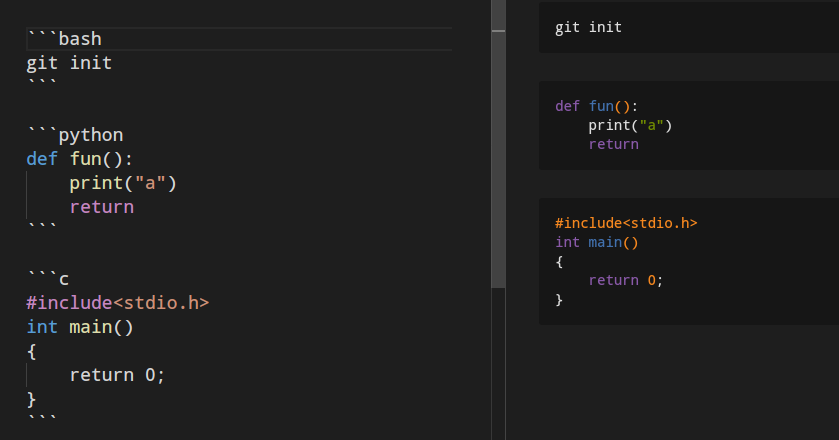 ```bash
git init
```
```python
def fun():
    print("a")
    return
```
```c
#include<stdio.h>
int main()
{
    return 0;
}
```
git init
def fun():
    print("a")
    return
#include<stdio.h>
int main()
{
    return 0;
}